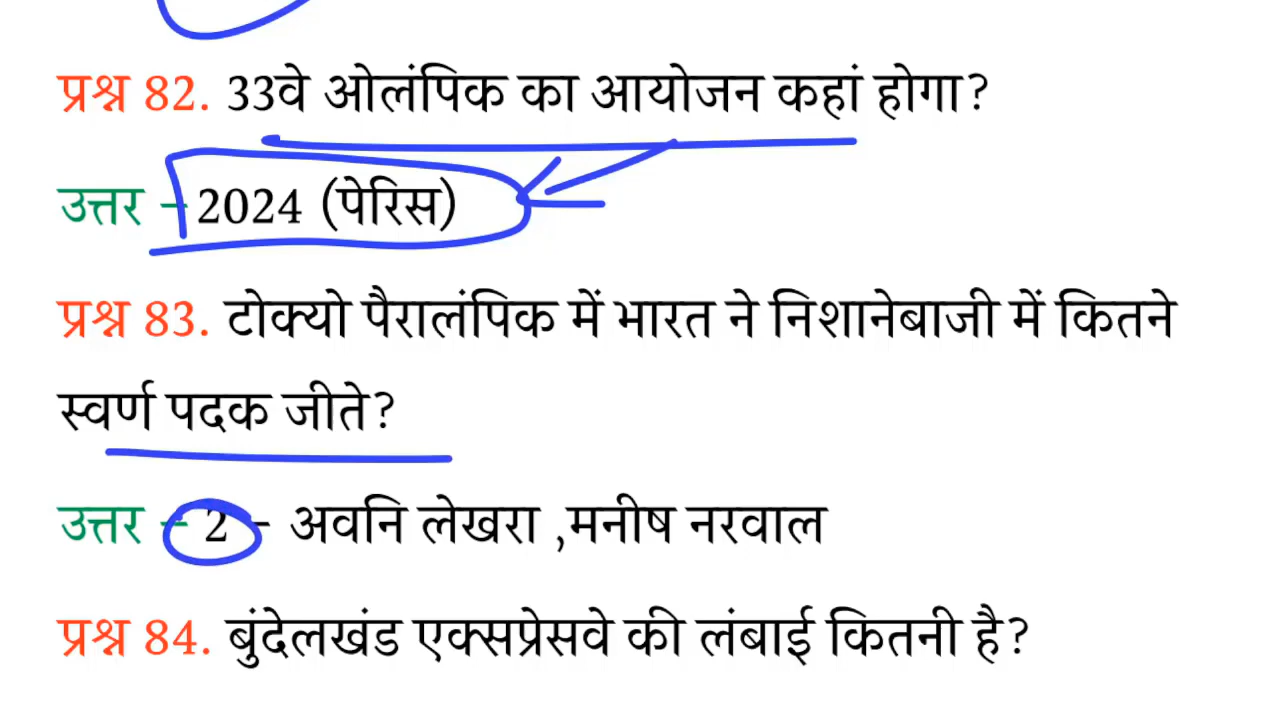 प्रश्न 82. 33वे ओलंपिक का आयोजन कहां होगा?
उत्तर - 2024 (पेरिस)
प्रश्न 83. टोक्यो पैरालंपिक में भारत ने निशानेबाजी में कितने
स्वर्ण पदक जीते?
उत्तर - 2 - अवनि लेखरा ,मनीष नरवाल
प्रश्न 84. बुंदेलखंड एक्सप्रेसवे की लंबाई कितनी है?